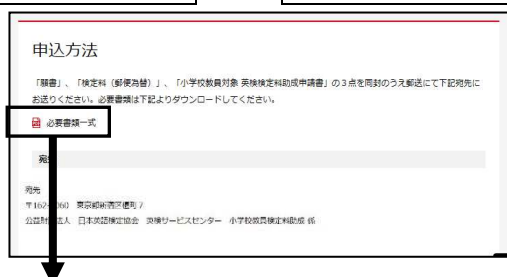 申込方法
「願書」、「検定料（郵便為替）」、「小学校教員対象 英検検定料助成申請書」の３点を同封のうえ郵送にて下記宛先に
お送りください。必要書類は下記よりダウンロードしてください。
必要書類一式
宛
宛先
〒162- 060 東京都新宿区榎町 7
公益財 法人 日本英語検定協会 英検サービスセンター 小学校教員検定料助成 係